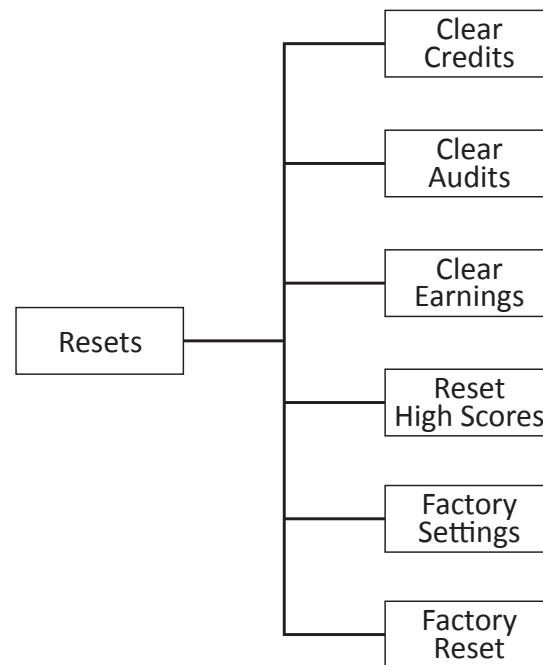 Clear
Credits
Clear
Audits
Clear
Earnings
Resets
Reset
High Scores
Factory
Settings
Factory
Reset